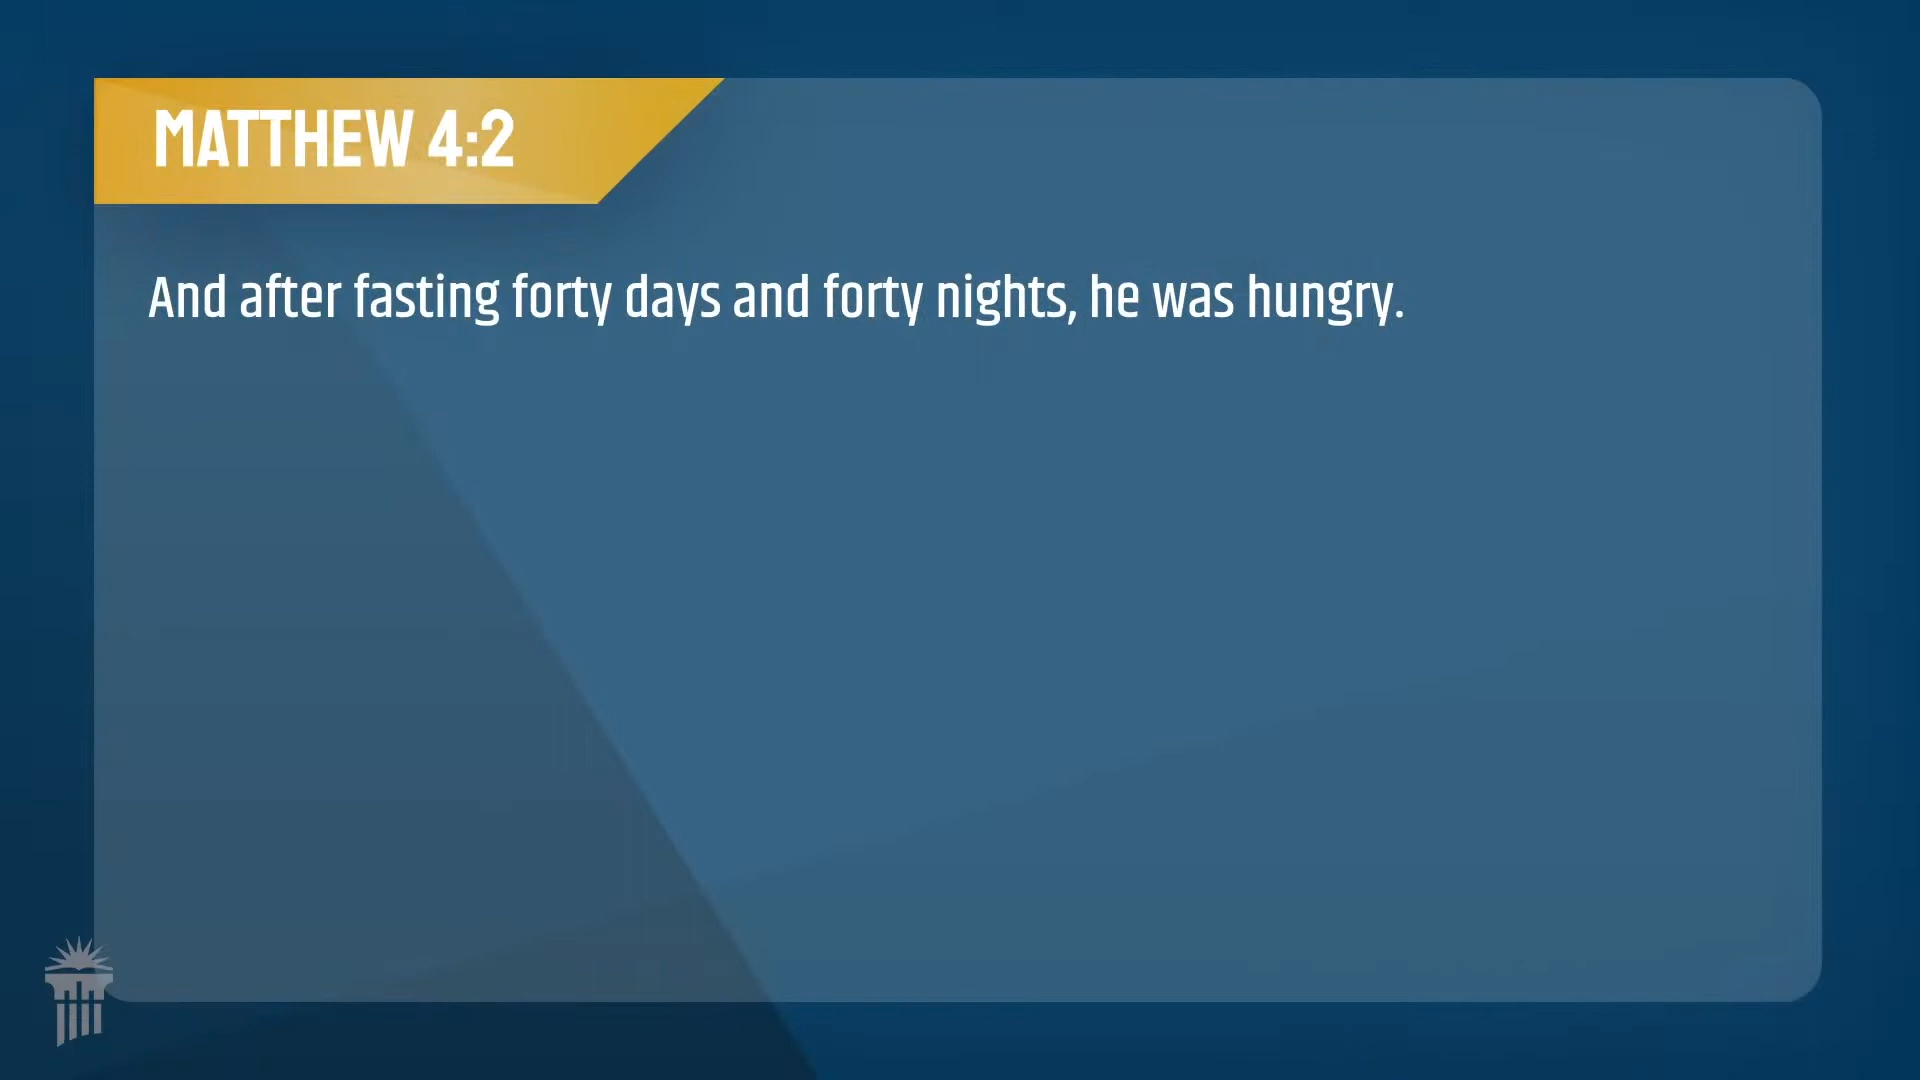 MATTHEW 4:2
And after fasting forty days and forty nights, he was hungry.